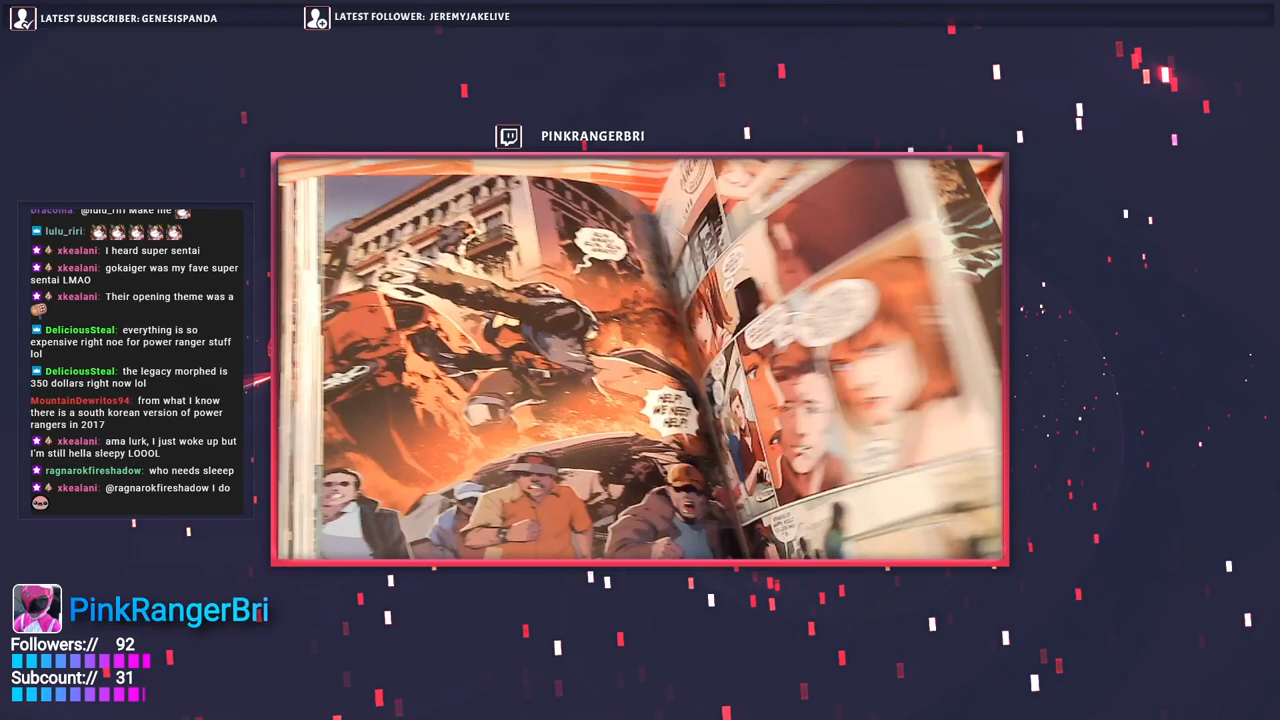 LATEST SUBSCRIBER: GENESISPANDA
LATEST FOLLOWER: JEREMYJAKELIVE
PINKRANGERBRI
Draconia: @lulu_riri Make me
lulu_riri:
xkealani: I heard super sentai
xkealani: gokaiger was my fave super
sentai LMAO
xkealani: Their opening theme was a
DeliciousSteal: everything is so
expensive right noe for power ranger stuff
lol
DeliciousSteal: the legacy morphed is
350 dollars right now lol
MountainDewritos94: from what I know
there is a south korean version of power
rangers in 2017
xkealani: ama lurk, I just woke up but
I'm still hella sleepy LOOOL
ragnarokfireshadow: who needs sleeep
xkealani: @ragnarokfireshadow I do
HELP!
WE NEED
HELP!
PinkRangerBri
Followers:// 92
Subcount:// 31